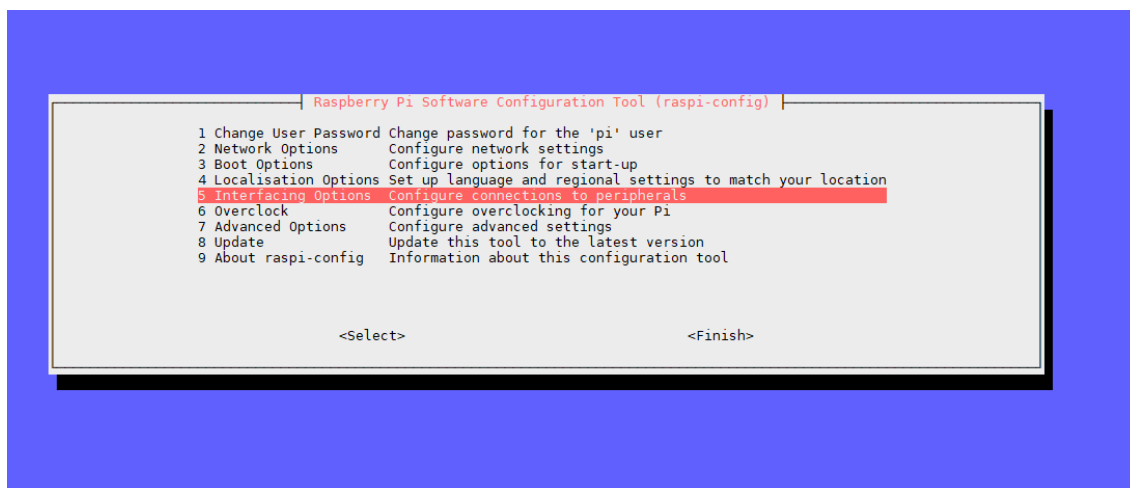 Raspberry Pi Software Configuration Tool (raspi-config)
1 Change User Password Change password for the 'pi' user
2 Network Options Configure network settings
3 Boot Options Configure options for start-up
4 Localisation Options Set up language and regional settings to match your location
5 Interfacing Options Configure connections to peripherals
6 Overclock Configure overclocking for your Pi
7 Advanced Options Configure advanced settings
8 Update Update this tool to the latest version
9 About raspi-config Information about this configuration tool
<Select> <Finish>